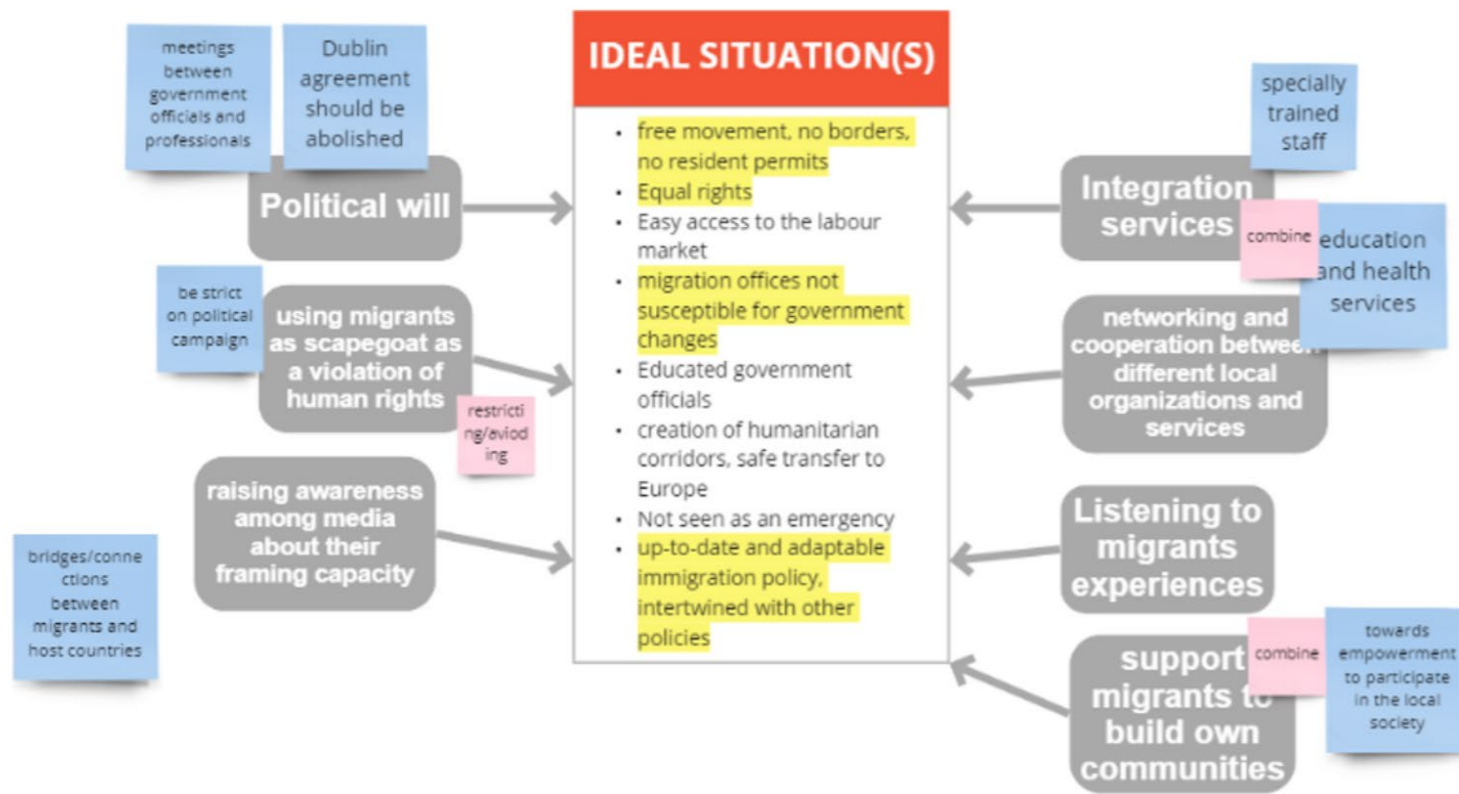 meetings
between
government
officials and
professionals
Dublin
agreement
should be
abolished
Political will
be strict
on political
campaign
using migrants
as scapegoat as
a violation of
human rights
restricti
ng/aviod
ing
raising awareness
among media
about their
framing capacity
bridges/conne
ctions
between
migrants and
host countries
IDEAL SITUATION(S)
• free movement, no borders,
no resident permits
• Equal rights
• Easy access to the labour
market
• migration offices not
susceptible for government
changes
• Educated government
officials
• creation of humanitarian
corridors, safe transfer to
Europe
• Not seen as an emergency
• up-to-date and adaptable
immigration policy,
intertwined with other
policies
specially
trained
staff
Integration
services
combine
education
and health
services
networking and
cooperation between
different local
organizations and
services
Listening to
migrants
experiences
support
migrants to
build own
communities
combine
towards
empowerment
to participate
in the local
society